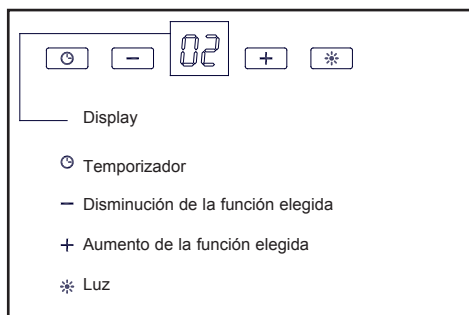 02
Display
Temporizador
− Disminución de la función elegida
+ Aumento de la función elegida
Luz